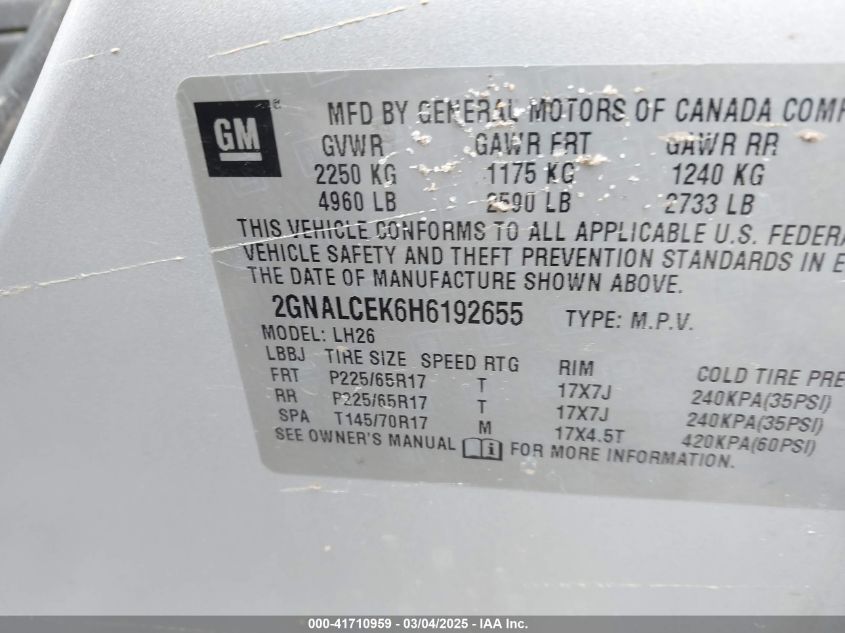 GM
MFD BY GENERAL MOTORS OF CANADA
GVWR GAWR FRT GAWR RR
2250 KG 1175 KG 1240 KG
4960 LB 2590 LB 2733 LB
THIS VEHICLE CONFORMS TO ALL APPLICABLE U.S.
VEHICLE SAFETY AND THEFT PREVENTION STANDARDS IN
THE DATE OF MANUFACTURE SHOWN ABOVE.
2GNALCEK6H6192655 TYPE: M.P.V.
MODEL: LH26
LBBJ TIRE SIZE SPEED RTG RIM COLD TIRE
FRT P225/65R17 T 17X7J 240KPA(35PSI)
RR P225/65R17 T 17X7J 240KPA(35PSI)
SPA T145/70R17 M 17X4.5T 420KPA(60PSI)
SEE OWNER'S MANUAL i FOR MORE INFORMATION.
000-41710959 - 03/04/2025 - IAA Inc.